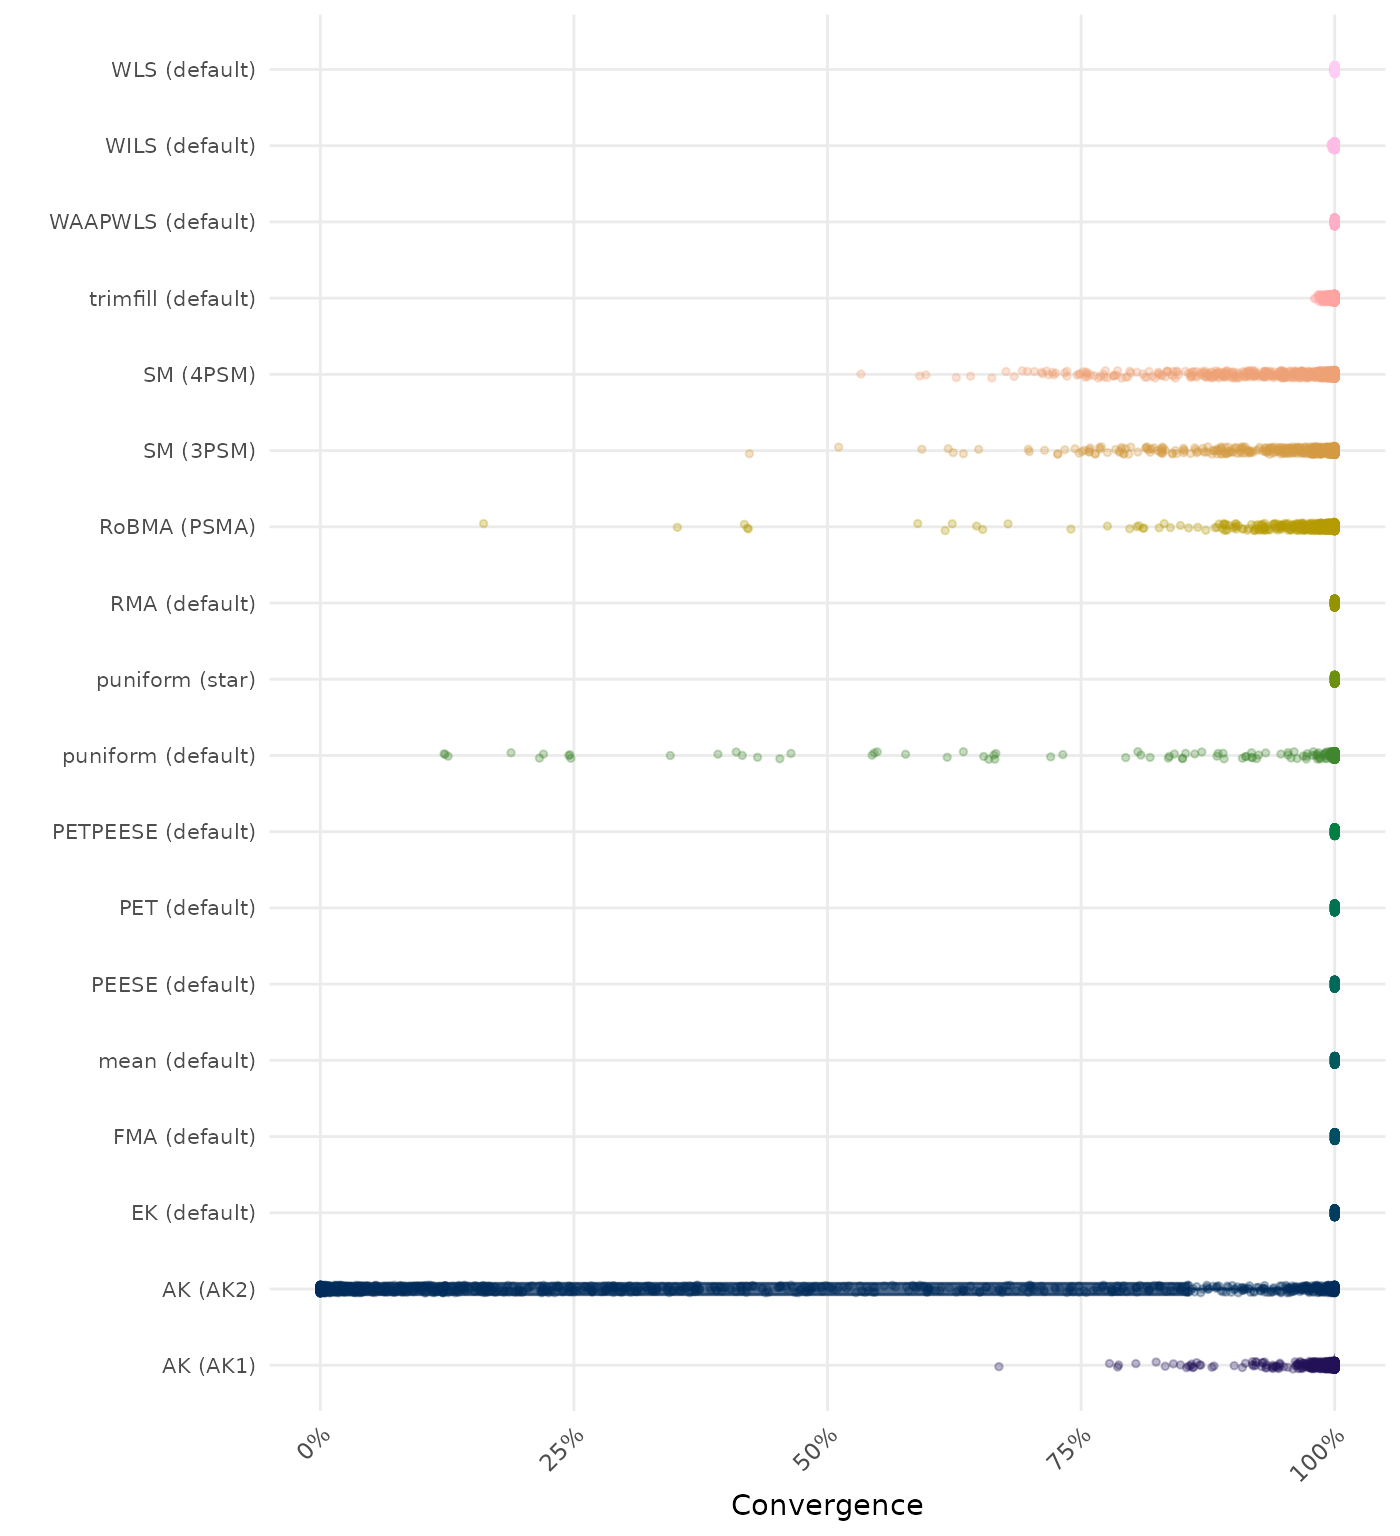 WLS (default)
WILS (default)
WAAPWLS (default)
trimfill (default)
SM (4PSM)
SM (3PSM)
RoBMA (PSMA)
RMA (default)
puniform (star)
puniform (default)
PETPEESE (default)
PET (default)
PEESE (default)
mean (default)
FMA (default)
EK (default)
AK (AK2)
AK (AK1)
0% 25% 50% 75% 100%
Convergence